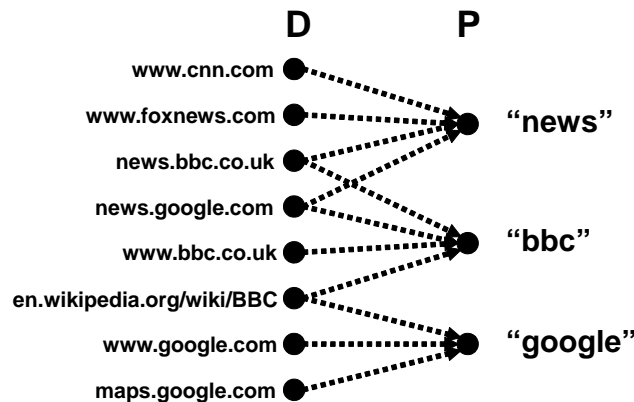 D P
www.cnn.com
www.foxnews.com
“news”
news.bbc.co.uk
news.google.com
www.bbc.co.uk
“bbc”
en.wikipedia.org/wiki/BBC
www.google.com
“google”
maps.google.com